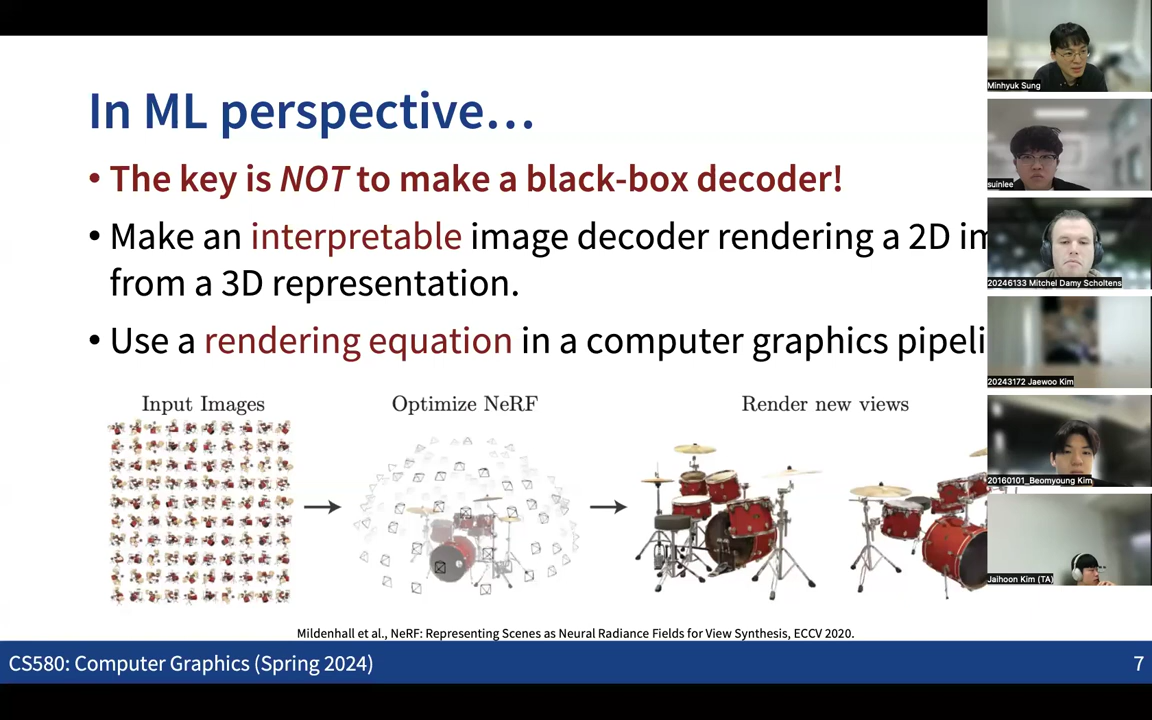 In ML perspective…
• The key is NOT to make a black-box decoder!
• Make an interpretable image decoder rendering a 2D im
from a 3D representation.
• Use a rendering equation in a computer graphics pipeli
Input Images
Optimize NeRF
Render new views
Mildenhall et al., NeRF: Representing Scenes as Neural Radiance Fields for View Synthesis, ECCV 2020.
CS580: Computer Graphics (Spring 2024)
7
Minhyuk Sung
suinlee
20246133 Mitchel Damy Scholtens
20243172 Jaewoo Kim
20160101_Beomyoung Kim
Jaihoon Kim (TA)